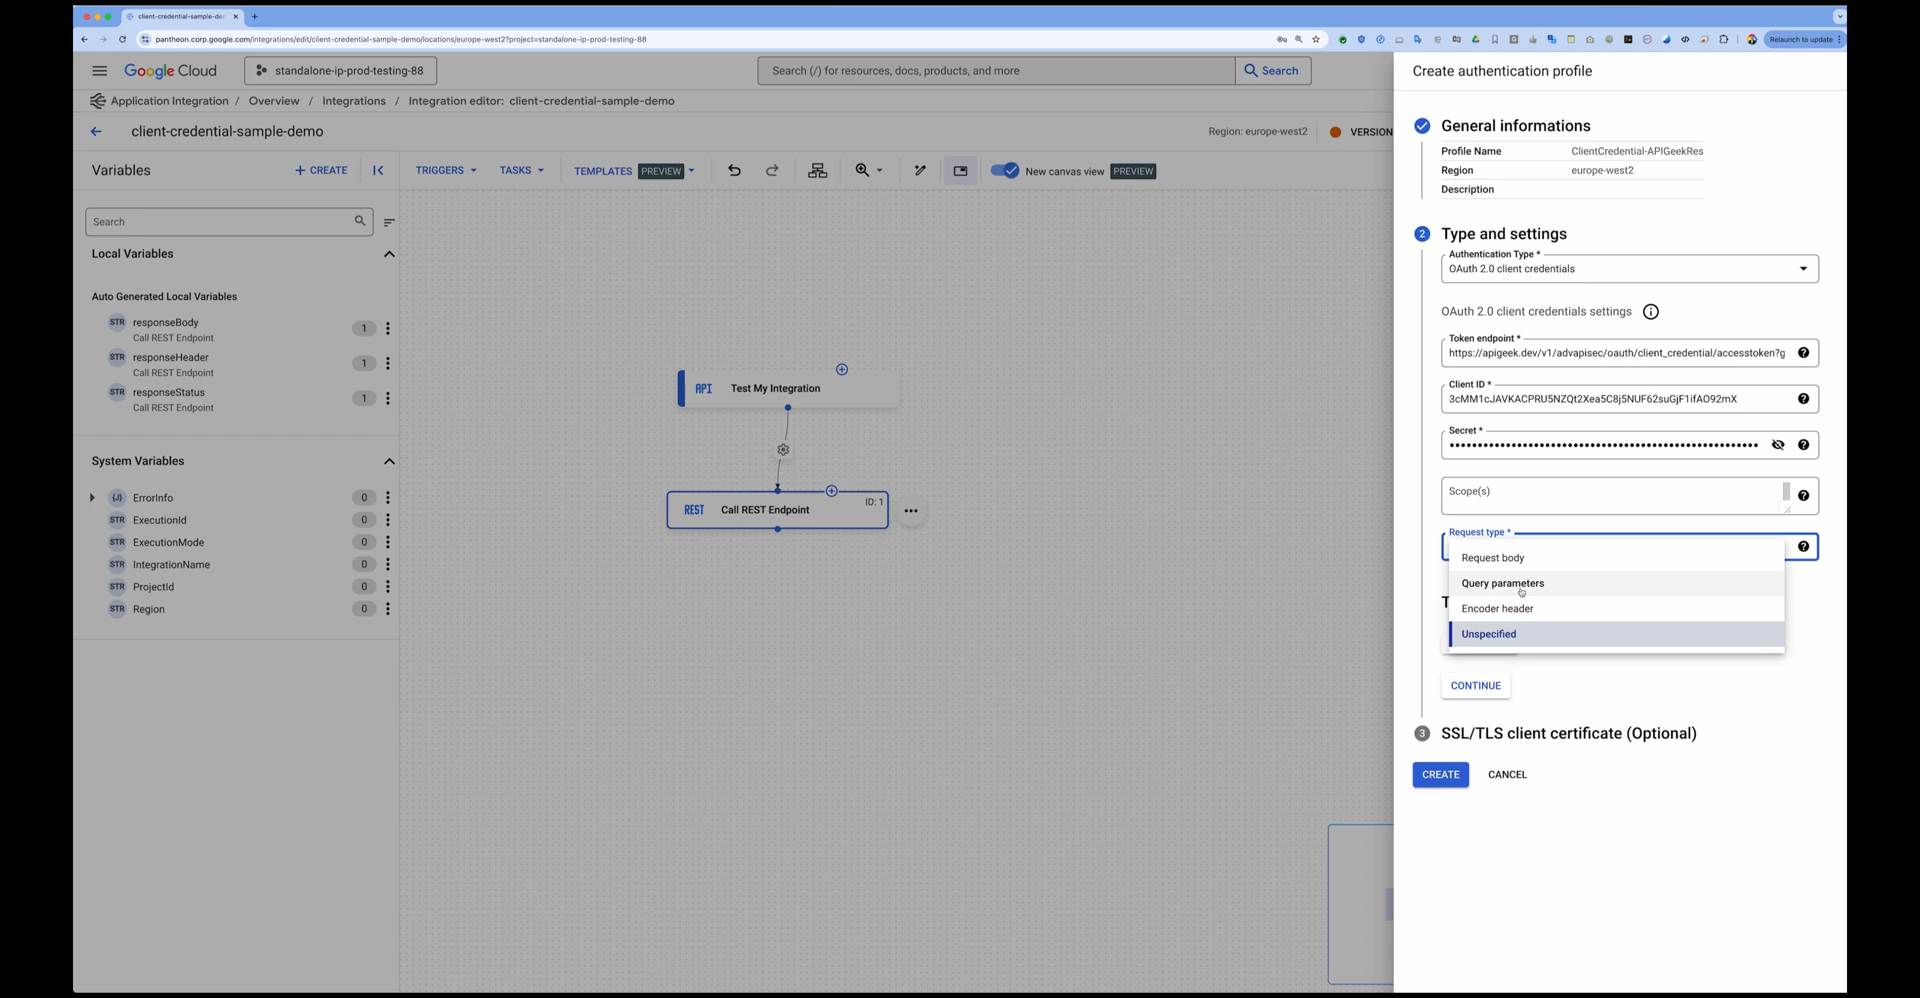 client-credential-sample-de
pantheon.corp.google.com/integrations/edit/client-credential-sample-demo/locations/europe-west2?project=standalone-ip-prod-testing-88
Relaunch to update
Google Cloud
standalone-ip-prod-testing-88
Search (/) for resources, docs, products, and more
Search
Application Integration / Overview / Integrations / Integration editor: client-credential-sample-demo
client-credential-sample-demo
Region: europe-west2
VERSION
Variables
+ CREATE
TRIGGERS
TASKS
TEMPLATES PREVIEW
New canvas view PREVIEW
Search
Local Variables
Auto Generated Local Variables
STR responseBody 1
Call REST Endpoint
STR responseHeader 1
Call REST Endpoint
STR responseStatus 1
Call REST Endpoint
System Variables
{J} ErrorInfo 0
STR ExecutionId 0
STR ExecutionMode 0
STR IntegrationName 0
STR ProjectId 0
STR Region 0
API Test My Integration
REST Call REST Endpoint
ID: 1
Create authentication profile
General informations
Profile Name ClientCredential-APIGeekRes
Region europe-west2
Description
2 Type and settings
Authentication Type *
OAuth 2.0 client credentials
OAuth 2.0 client credentials settings
Token endpoint *
https://apigeek.dev/v1/advapisec/oauth/client_credential/accesstoken?g
Client ID *
3cMM1cJAVKACPRU5NZQt2Xea5C8j5NUF62suGjF1ifAO92mX
Secret *
Scope(s)
Request type *
Request body
Query parameters
Encoder header
Unspecified
T
CONTINUE
3 SSL/TLS client certificate (Optional)
CREATE
CANCEL